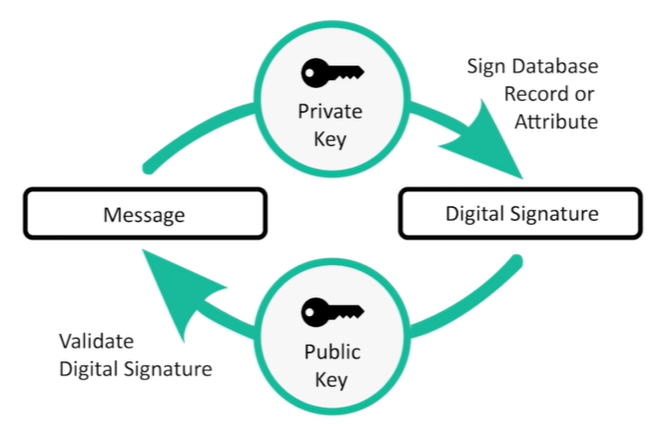 Private
Key
Sign Database
Record or
Attribute
Message
Digital Signature
Public
Key
Validate
Digital Signature